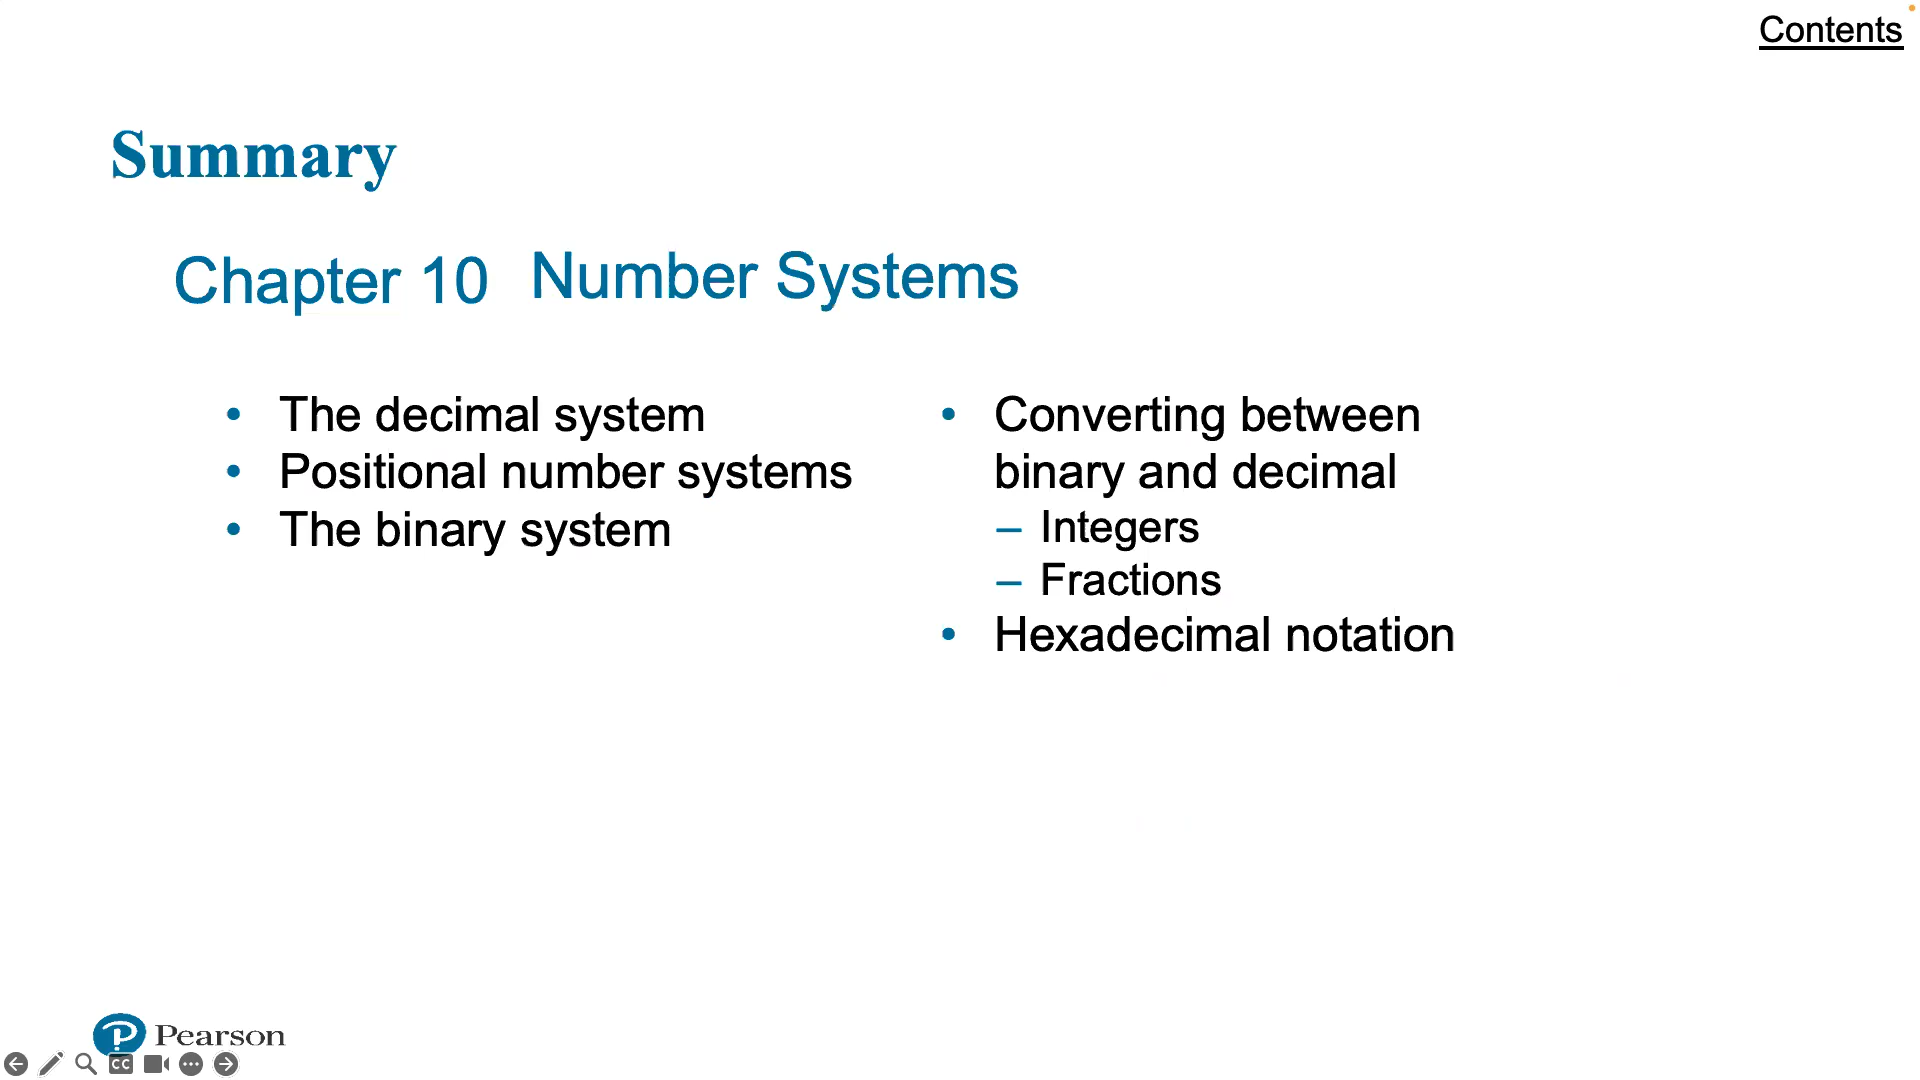 Contents
Summary
Chapter 10 Number Systems
• The decimal system
• Positional number systems
• The binary system
• Converting between
binary and decimal
– Integers
– Fractions
• Hexadecimal notation
P Pearson
CC